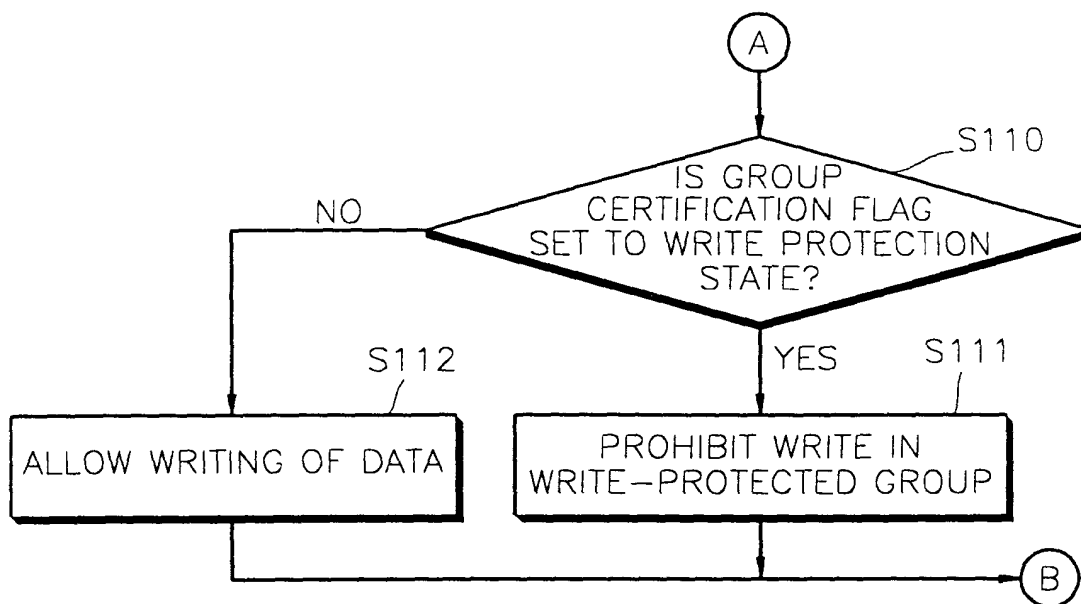 A
S110
IS GROUP
CERTIFICATION FLAG
SET TO WRITE PROTECTION
STATE?
NO
YES
S112
S111
ALLOW WRITING OF DATA
PROHIBIT WRITE IN
WRITE-PROTECTED GROUP
B